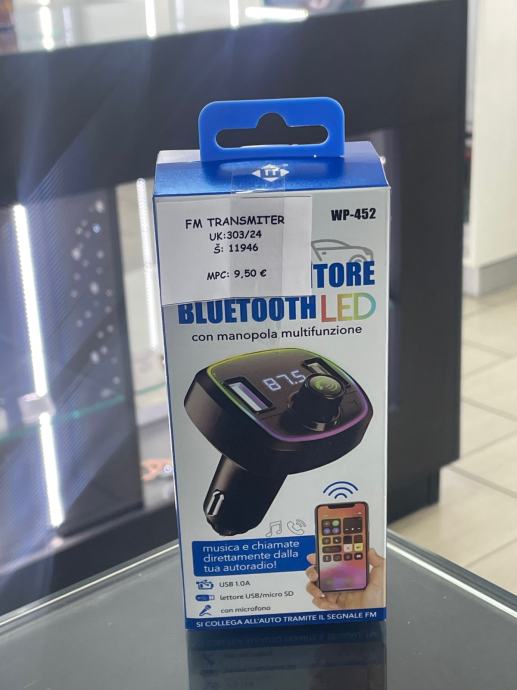 FM TRANSMITER
UK:303/24
Š: 11946
MPC: 9,50 €
WP-452
TORE
BLUETOOTH LED
con manopola multifunzione
87.5
musica e chiamate
direttamente dalla
tua autoradio!
USB 1.0A
lettore USB/micro SD
con microfono
SI COLLEGA ALL'AUTO TRAMITE IL SEGNALE FM